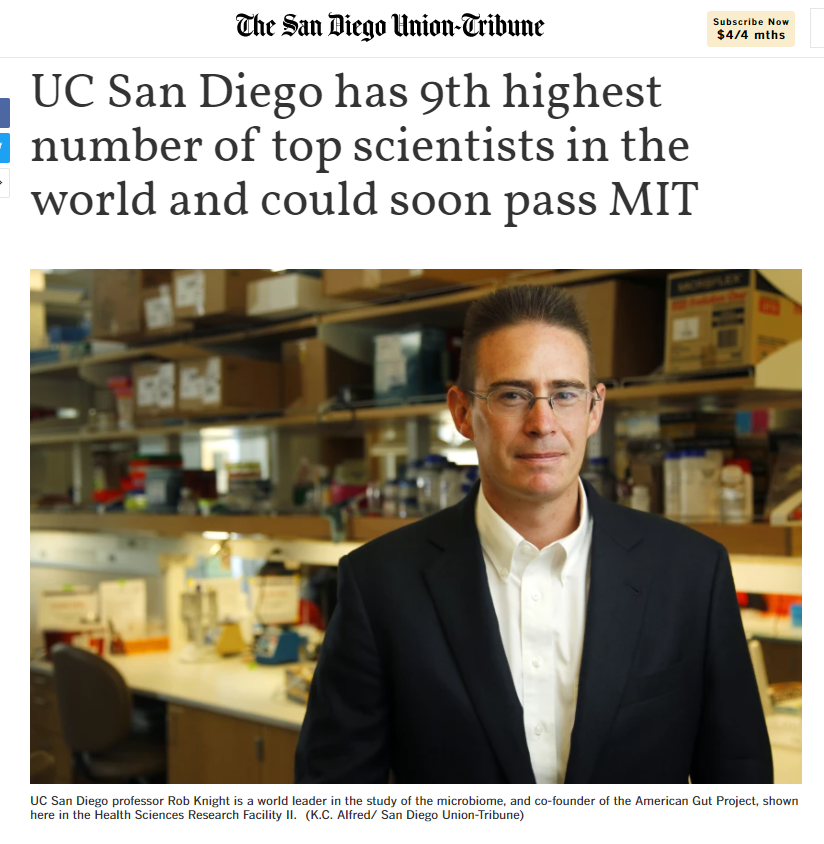 The San Diego Union-Tribune
Subscribe Now
$4/4 mths
UC San Diego has 9th highest
number of top scientists in the
world and could soon pass MIT
UC San Diego professor Rob Knight is a world leader in the study of the microbiome, and co-founder of the American Gut Project, shown
here in the Health Sciences Research Facility II. (K.C. Alfred/ San Diego Union-Tribune)